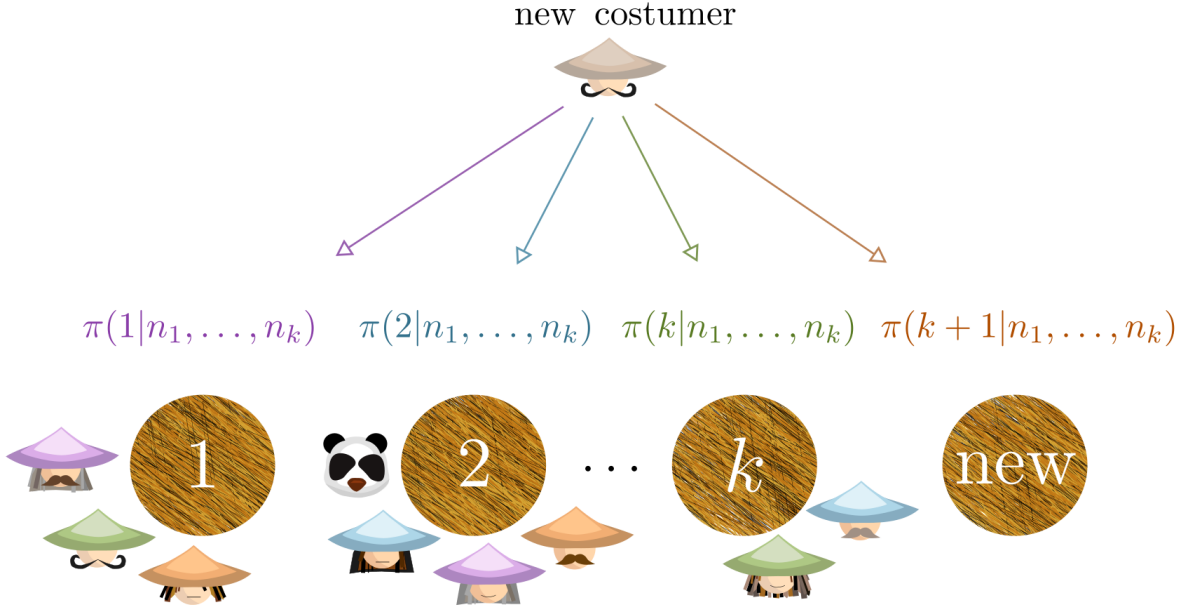 new costumer
π(1|n₁, . . . , nₖ) π(2|n₁, . . . , nₖ) π(k|n₁, . . . , nₖ) π(k + 1|n₁, . . . , nₖ)
1 2 . . . k new